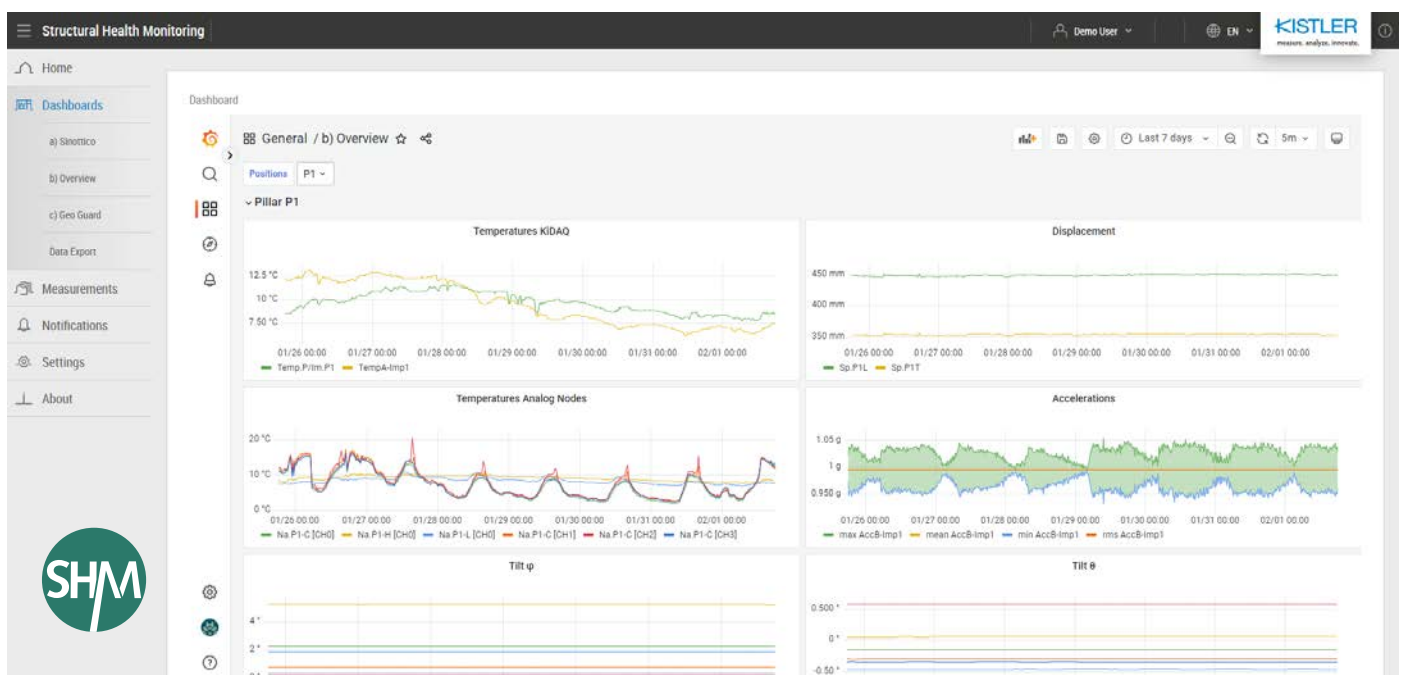 Structural Health Monitoring
Demo User
EN
KISTLER
measure. analyze. innovate.
Home
Dashboards
a) Sinottico
b) Overview
c) Geo Guard
Data Export
Measurements
Notifications
Settings
About
SHM
Dashboard
General / b) Overview
Last 7 days
5m
Positions P1
Pillar P1
Temperatures KiDAQ
12.5 °C
10 °C
7.50 °C
01/26 00:00 01/27 00:00 01/28 00:00 01/29 00:00 01/30 00:00 01/31 00:00 02/01 00:00
Temp.P/Im.P1 TempA-Imp1
Displacement
450 mm
400 mm
350 mm
01/26 00:00 01/27 00:00 01/28 00:00 01/29 00:00 01/30 00:00 01/31 00:00 02/01 00:00
Sp.P1L Sp.P1T
Temperatures Analog Nodes
20 °C
10 °C
0 °C
01/26 00:00 01/27 00:00 01/28 00:00 01/29 00:00 01/30 00:00 01/31 00:00 02/01 00:00
Na.P1-C [CH0] Na.P1-H [CH0] Na.P1-L [CH0] Na.P1-C [CH1] Na.P1-C [CH2] Na.P1-C [CH3]
Accelerations
1.05 g
1 g
0.950 g
01/26 00:00 01/27 00:00 01/28 00:00 01/29 00:00 01/30 00:00 01/31 00:00 02/01 00:00
max AccB-Imp1 mean AccB-Imp1 min AccB-Imp1 rms AccB-Imp1
Tilt φ
4 °
2 °
Tilt θ
0.500 °
0 °
-0.50 °